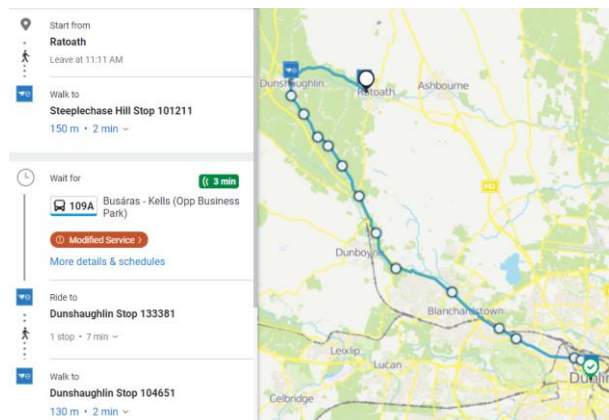 Start from
Ratoath
Leave at 11:11 AM
Walk to
Steeplechase Hill Stop 101211
150 m • 2 min
Wait for
3 min
109A
Busáras - Kells (Opp Business
Park)
Modified Service >
More details & schedules
Ride to
Dunshaughlin Stop 133381
1 stop • 7 min
Walk to
Dunshaughlin Stop 104651
130 m • 2 min
Dunshaughlin
Ratoath
Ashbourne
M2
Dunboyne
Blanchardstown
Leixlip
Lucan
Celbridge
Dublin